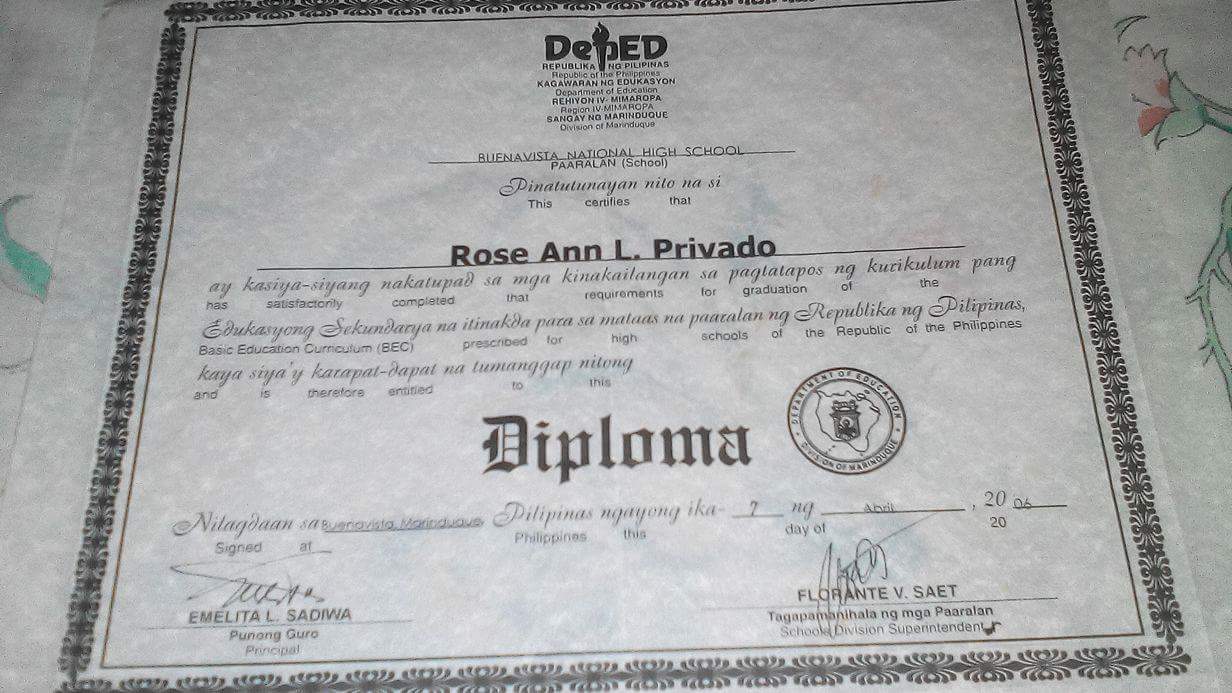 DepED
REPUBLIKA NG PILIPINAS
Republic of the Philippines
KAGAWARAN NG EDUKASYON
Department of Education
REHIYON IV- MIMAROPA
Region IV-MIMAROPA
SANGAY NG MARINDUQUE
Division of Marinduque
BUENAVISTA NATIONAL HIGH SCHOOL
PAARALAN (School)
Pinatutunayan nito na si
This certifies that
Rose Ann L. Privado
ay kasiya-siyang nakatupad sa mga kinakailangan sa pagtatapos ng kurikulum pang
has satisfactorily completed that requirements for graduation of the
Edukasyong Sekundarya na itinakda para sa mataas na paaralan ng Republika ng Pilipinas,
Basic Education Curriculum (BEC) prescribed for high schools of the Republic of the Philippines
kaya siya'y karapat-dapat na tumanggap nitong
and is therefore entitled to this
Diploma
DEPARTMENT OF EDUCATION
DIVISION OF MARINDUQUE
Nilagdaan sa Buenavista, Marinduque, Pilipinas ngayong ika- 7 ng Abril, 20 06
Signed at Philippines this day of 20
EMELITA L. SADIWA
Punong Guro
Principal
FLORANTE V. SAET
Tagapamanihala ng mga Paaralan
Schools Division Superintendent